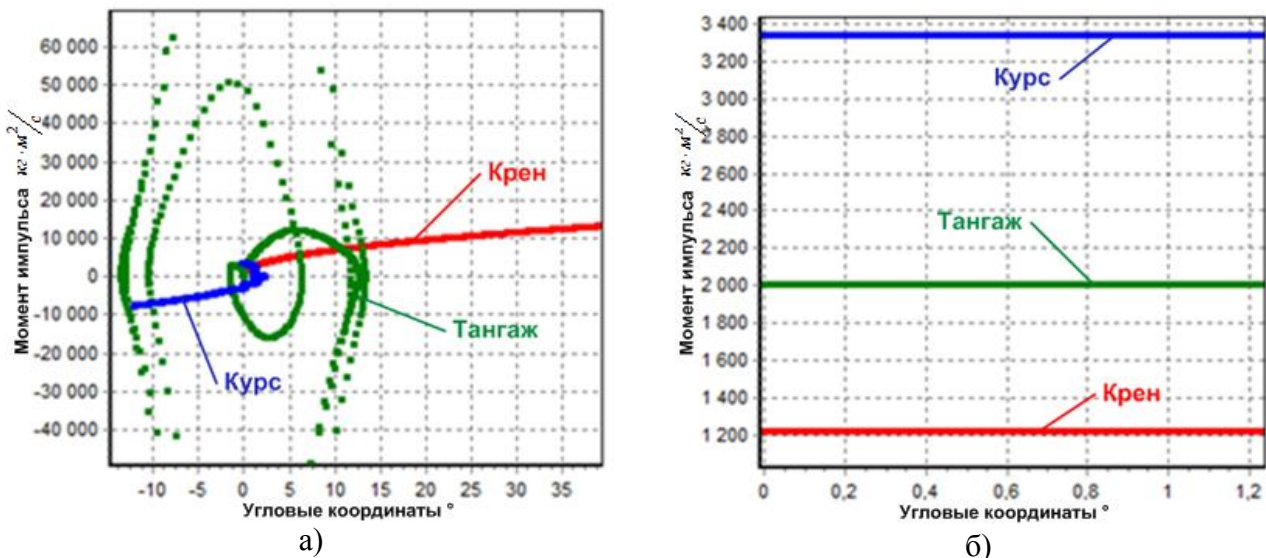 Момент импульса кг·м²/с
60 000
50 000
40 000
30 000
20 000
10 000
0
-10 000
-20 000
-30 000
-40 000
Крен
Тангаж
Курс
-10 -5 0 5 10 15 20 25 30 35
Угловые координаты °
а)
Момент импульса кг·м²/с
3 400
3 200
3 000
2 800
2 600
2 400
2 200
2 000
1 800
1 600
1 400
1 200
Курс
Тангаж
Крен
0 0,2 0,4 0,6 0,8 1 1,2
Угловые координаты °
б)